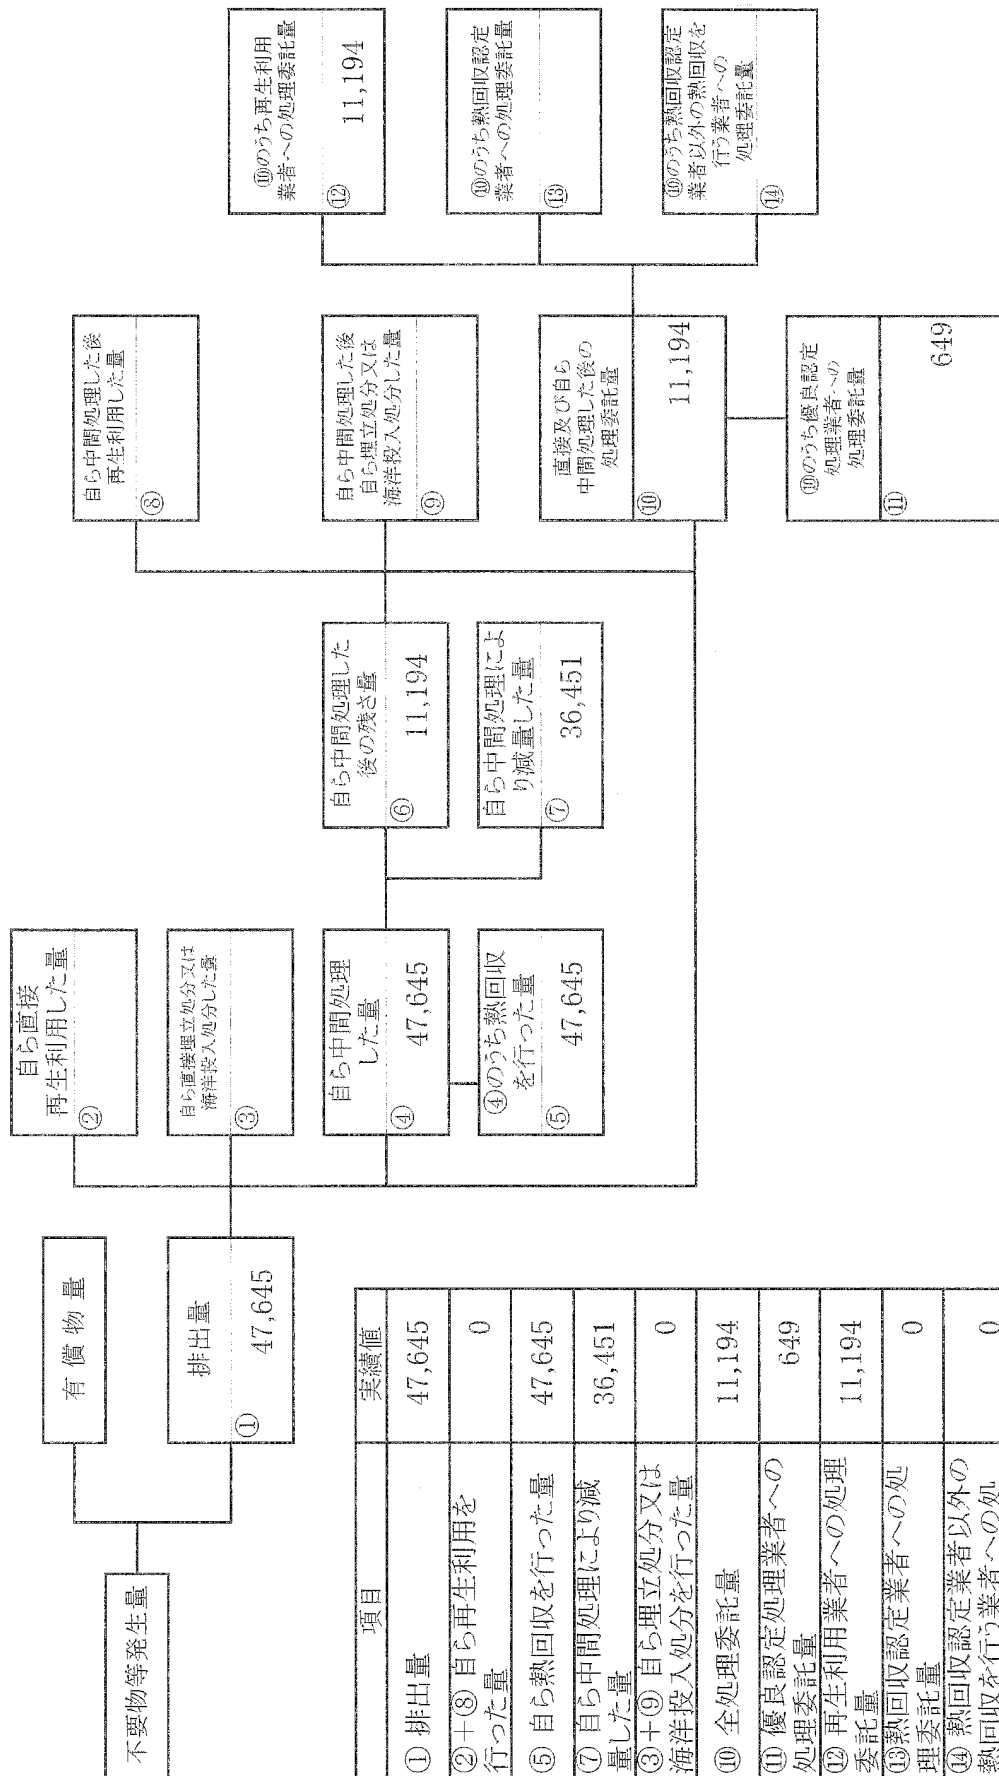 不要物等発生量
有 償 物 量
排出量
①
47,645
自ら直接
再生利用した量
②
自ら直接埋立処分又は
海洋投入処分した量
③
自ら中間処理
した量
④
47,645
④のうち熱回収
を行った量
⑤
47,645
自ら中間処理した
後の残さ量
⑥
11,194
自ら中間処理によ
り減量した量
⑦
36,451
自ら中間処理した後
再生利用した量
⑧
自ら中間処理した後
自ら埋立処分又は
海洋投入処分した量
⑨
直接及び自ら
中間処理した後の
処理委託量
⑩
11,194
⑩のうち優良認定
処理業者への
処理委託量
⑪
649
⑩のうち再生利用
業者への処理委託量
⑫
11,194
⑩のうち熱回収認定
業者への処理委託量
⑬
⑩のうち熱回収認定
業者以外の熱回収を
行う業者への
処理委託量
⑭
項目 実績値
① 排出量 47,645
②+⑧ 自ら再生利用を
行った量 0
⑤ 自ら熱回収を行った量 47,645
⑦ 自ら中間処理により減
量した量 36,451
③+⑨ 自ら埋立処分又は
海洋投入処分を行った量 0
⑩ 全処理委託量 11,194
⑪ 優良認定処理業者への
処理委託量 649
⑫ 再生利用業者への処理
委託量 11,194
⑬熱回収認定業者への処
理委託量 0
⑭ 熱回収認定業者以外の
熱回収を行う業者への処 0